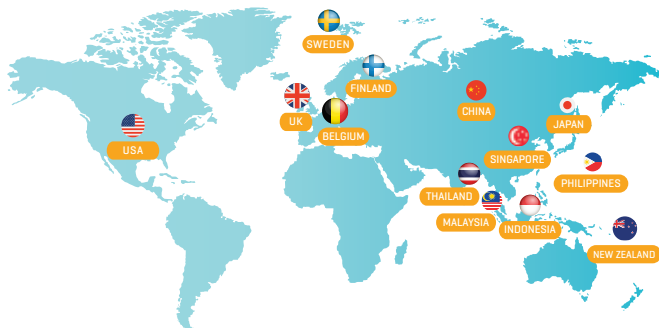 SWEDEN
FINLAND
CHINA
UK
BELGIUM
JAPAN
USA
SINGAPORE
PHILIPPINES
THAILAND
MALAYSIA
INDONESIA
NEW ZEALAND